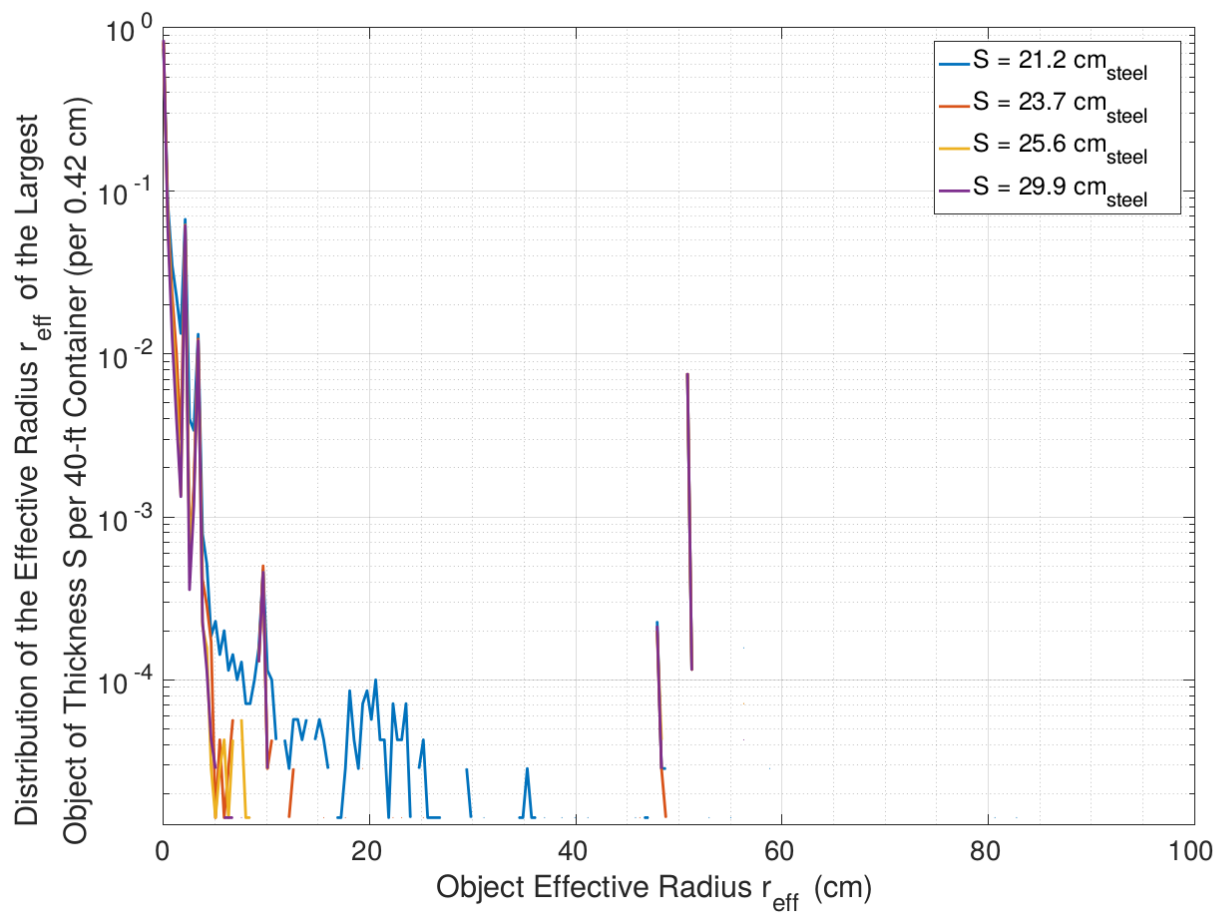 Distribution of the Effective Radius r_eff of the Largest
Object of Thickness S per 40-ft Container (per 0.42 cm)
10^0
10^-1
10^-2
10^-3
10^-4
S = 21.2 cm_steel
S = 23.7 cm_steel
S = 25.6 cm_steel
S = 29.9 cm_steel
0 20 40 60 80 100
Object Effective Radius r_eff (cm)